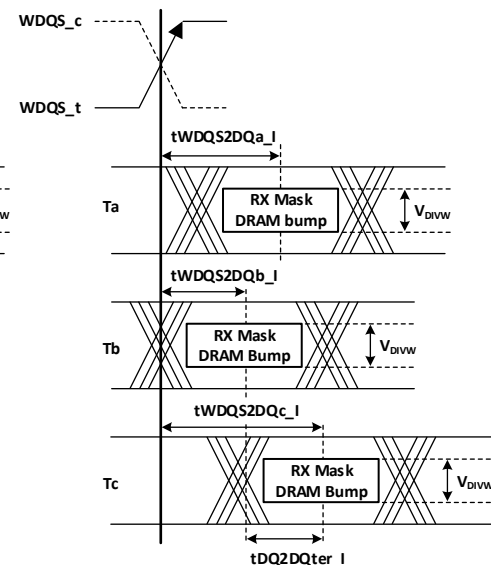 WDQS_c
WDQS_t
tWDQS2DQa_I
Ta
RX Mask
DRAM bump
VDIVW
W
tWDQS2DQb_I
Tb
RX Mask
DRAM Bump
VDIVW
tWDQS2DQc_I
Tc
RX Mask
DRAM Bump
VDIVW
tDQ2DQter_I